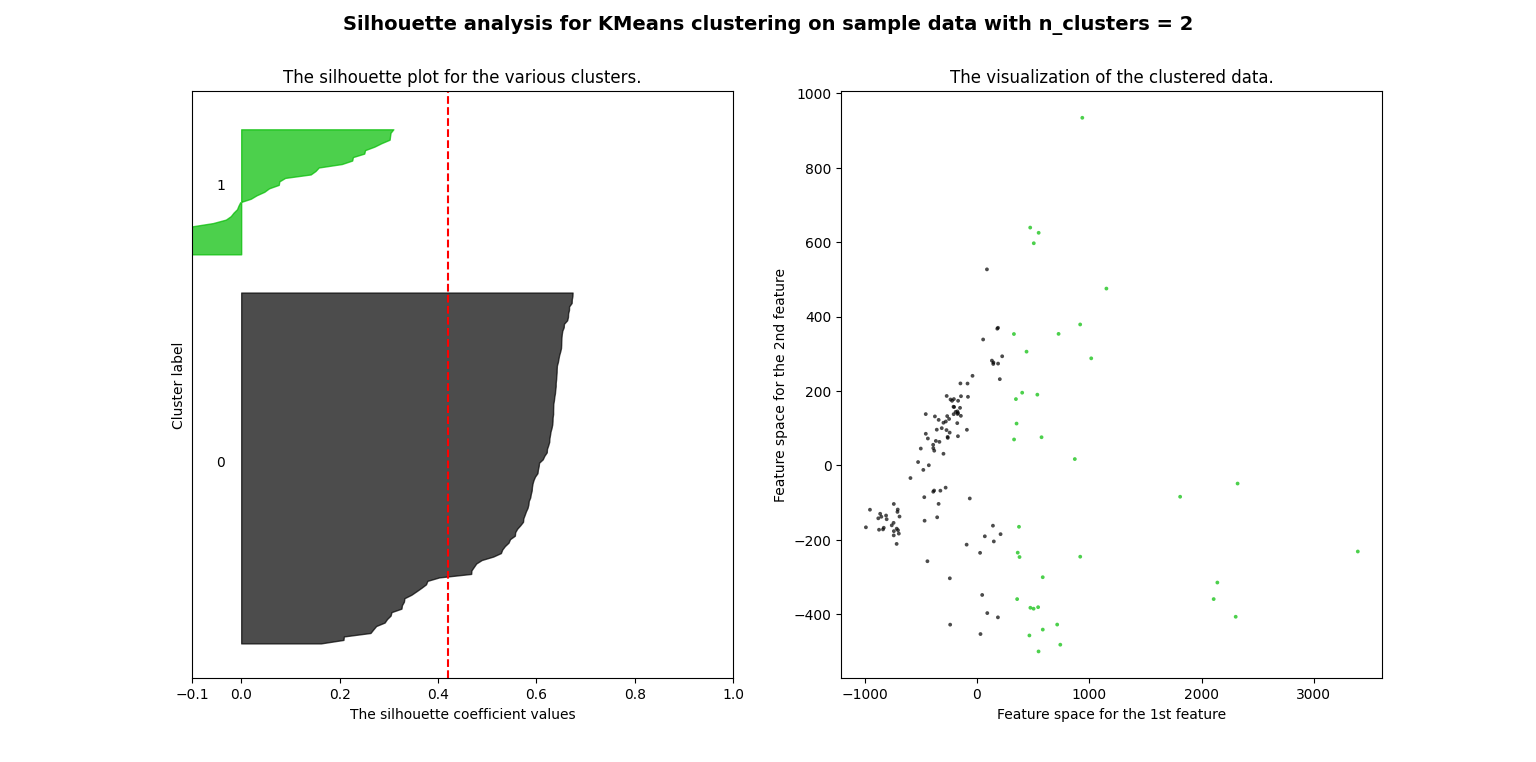 Silhouette analysis for KMeans clustering on sample data with n_clusters = 2
The silhouette plot for the various clusters.
1
0
Cluster label
−0.1 0.0 0.2 0.4 0.6 0.8 1.0
The silhouette coefficient values
The visualization of the clustered data.
1000
800
600
400
200
0
−200
−400
Feature space for the 2nd feature
−1000 0 1000 2000 3000
Feature space for the 1st feature